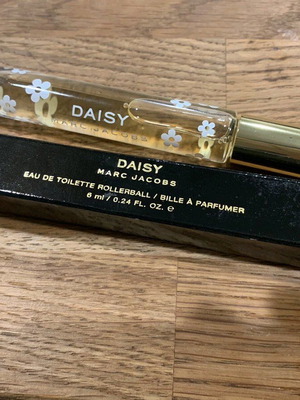 DAISY
MARC JACOBS
DAISY
MARC JACOBS
EAU DE TOILETTE ROLLERBALL / BILLE À PARFUMER
6 ml / 0.24 FL. OZ. ℮